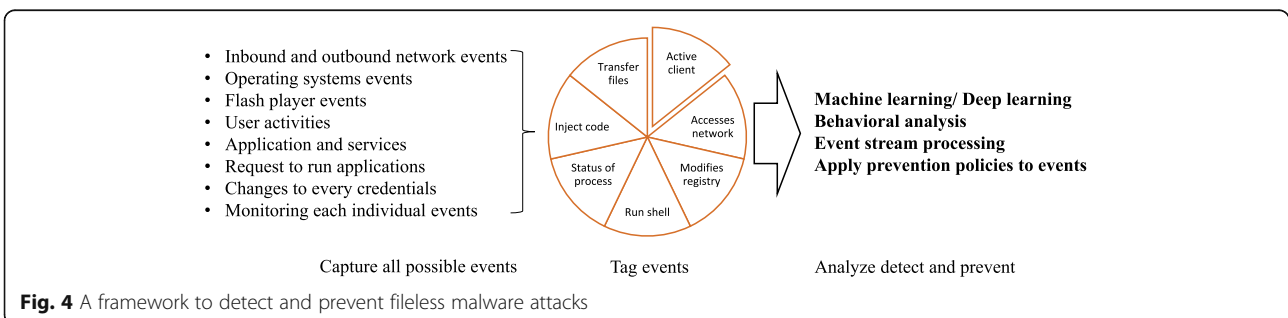 • Inbound and outbound network events
• Operating systems events
• Flash player events
• User activities
• Application and services
• Request to run applications
• Changes to every credentials
• Monitoring each individual events
Transfer
files
Active
client
Inject code
Accesses
network
Status of
process
Modifies
registry
Run shell
Machine learning/ Deep learning
Behavioral analysis
Event stream processing
Apply prevention policies to events
Capture all possible events
Tag events
Analyze detect and prevent
Fig. 4 A framework to detect and prevent fileless malware attacks